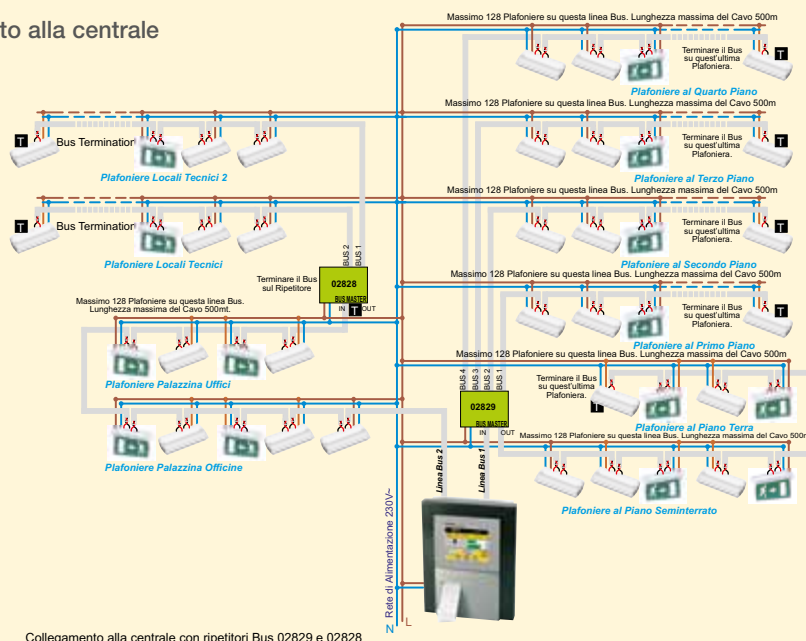 to alla centrale
Massimo 128 Plafoniere su questa linea Bus. Lunghezza massima del Cavo 500m
Terminare il Bus
su quest'ultima
Plafoniera.
T
Plafoniere al Quarto Piano
Massimo 128 Plafoniere su questa linea Bus. Lunghezza massima del Cavo 500m
Terminare il Bus
su quest'ultima
Plafoniera.
T
Plafoniere al Terzo Piano
T
Bus Termination
Plafoniere Locali Tecnici 2
Massimo 128 Plafoniere su questa linea Bus. Lunghezza massima del Cavo 500m
Terminare il Bus
su quest'ultima
Plafoniera.
T
Plafoniere al Secondo Piano
T
Bus Termination
Plafoniere Locali Tecnici
BUS 2
BUS 1
Terminare il Bus
sul Ripetitore
02828
BUS MASTER
IN
T
OUT
Massimo 128 Plafoniere su questa linea Bus. Lunghezza massima del Cavo 500m
Terminare il Bus
su quest'ultima
Plafoniera.
T
Plafoniere al Primo Piano
Massimo 128 Plafoniere su questa linea Bus.
Lunghezza massima del Cavo 500mt.
Plafoniere Palazzina Uffici
Massimo 128 Plafoniere su questa linea Bus. Lunghezza massima del Cavo 500m
Terminare il Bus
su quest'ultima
Plafoniera.
T
Plafoniere al Piano Terra
BUS 4
BUS 3
BUS 2
BUS 1
02829
BUS MASTER
IN
OUT
Massimo 128 Plafoniere su questa linea Bus. Lunghezza massima del Cavo 500m
Plafoniere al Piano Seminterrato
Plafoniere Palazzina Officine
Linea Bus 2
Linea Bus 1
Rete di Alimentazione 230V~
N
L
Collegamento alla centrale con ripetitori Bus 02829 e 02828